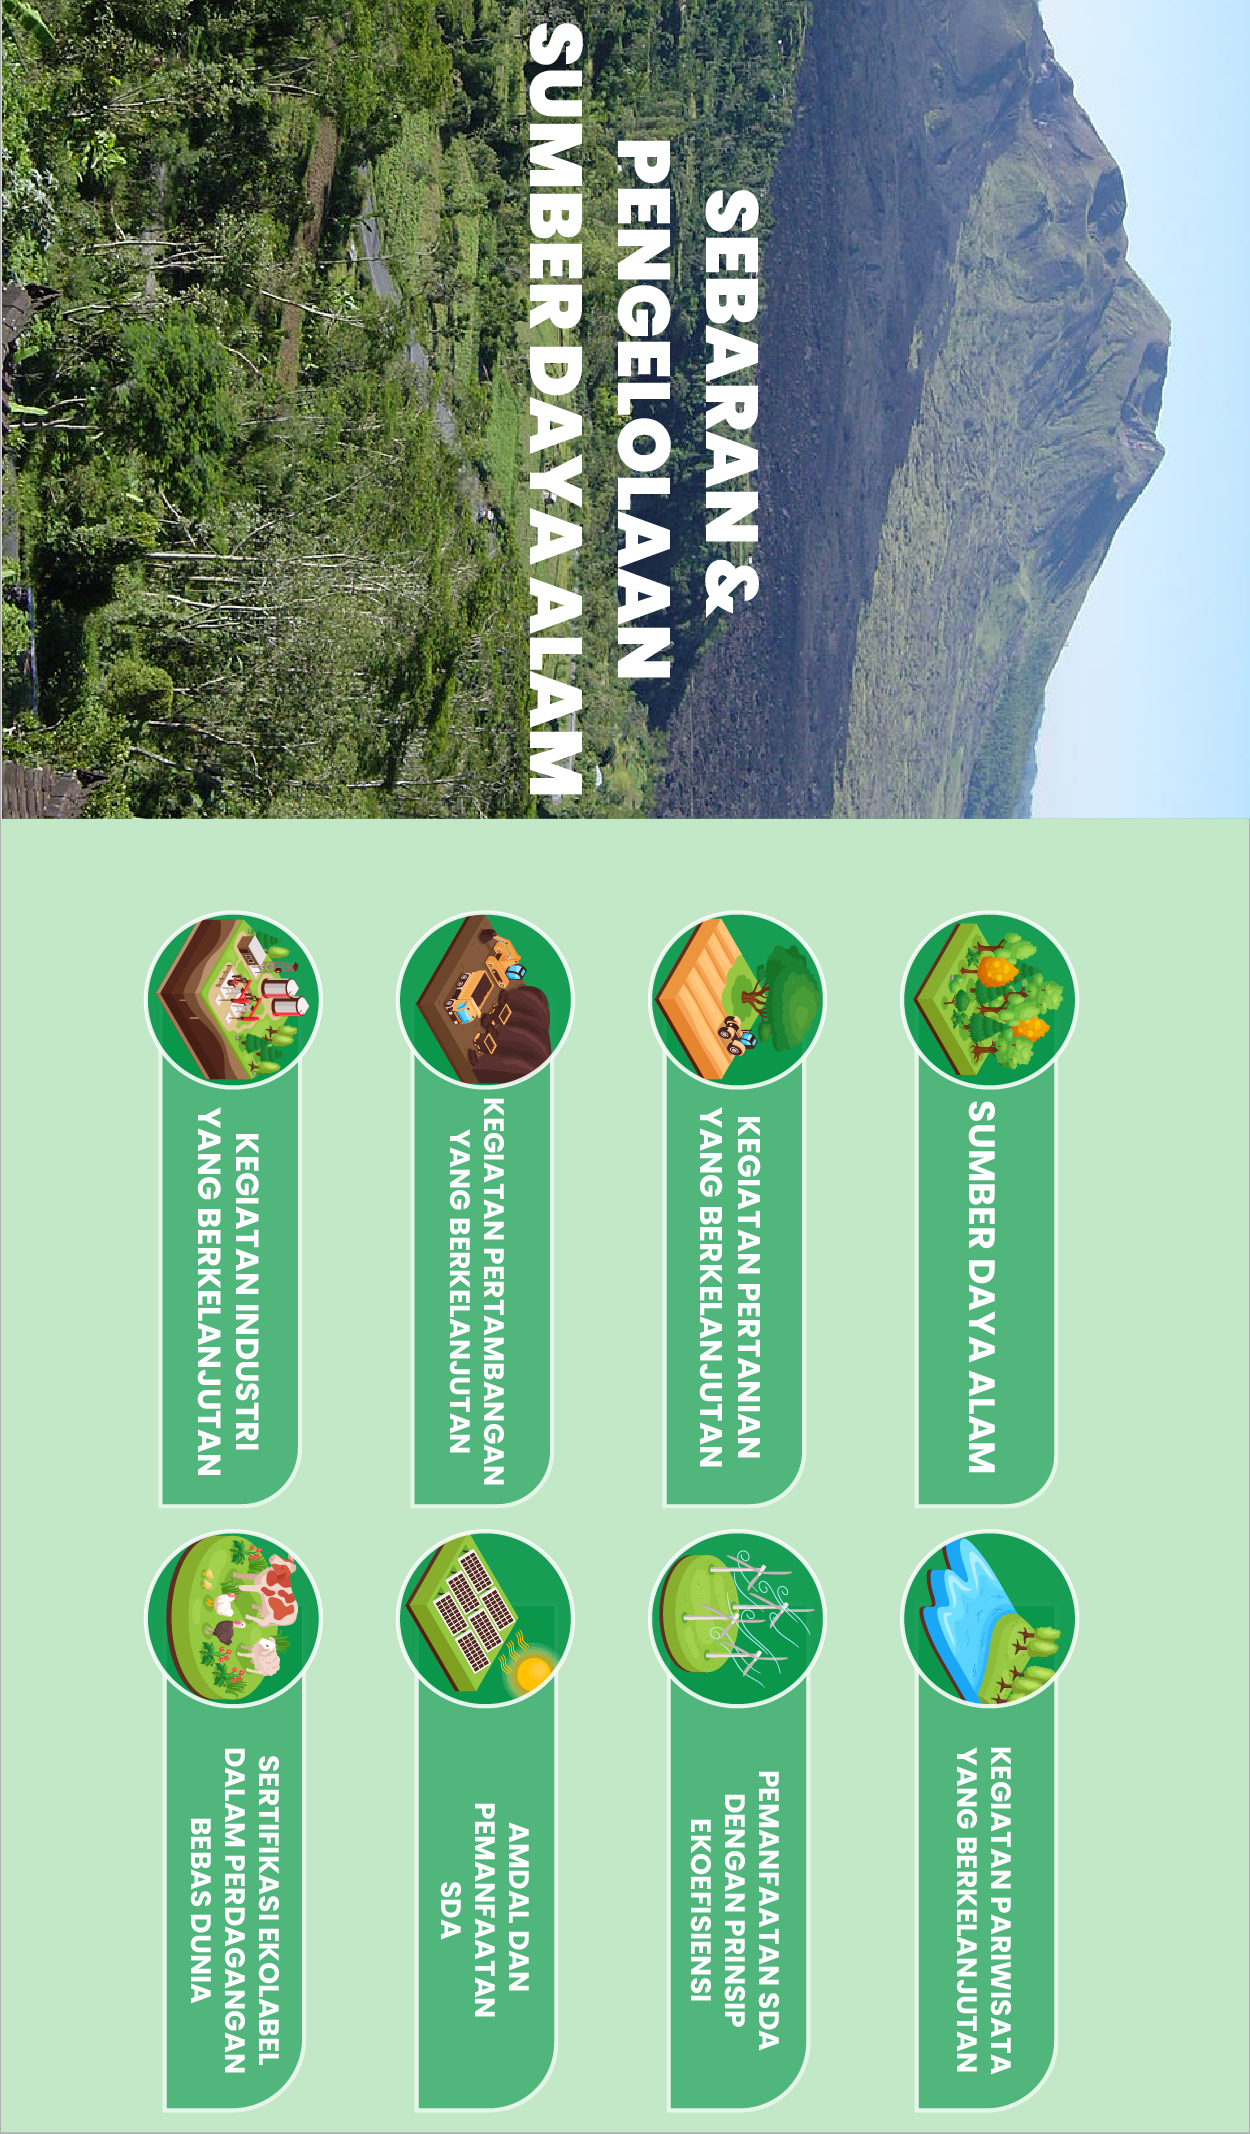 SEBARAN &
PENGELOLAAN
SUMBER DAYA ALAM
SUMBER DAYA ALAM
KEGIATAN PERTANIAN
YANG BERKELANJUTAN
KEGIATAN PERTAMBANGAN
YANG BERKELANJUTAN
KEGIATAN INDUSTRI
YANG BERKELANJUTAN
KEGIATAN PARIWISATA
YANG BERKELANJUTAN
PEMANFAATAN SDA
DENGAN PRINSIP
EKOEFISIENSI
AMDAL DAN
PEMANFAATAN
SDA
SERTIFIKASI EKOLABEL
DALAM PERDAGANGAN
BEBAS DUNIA